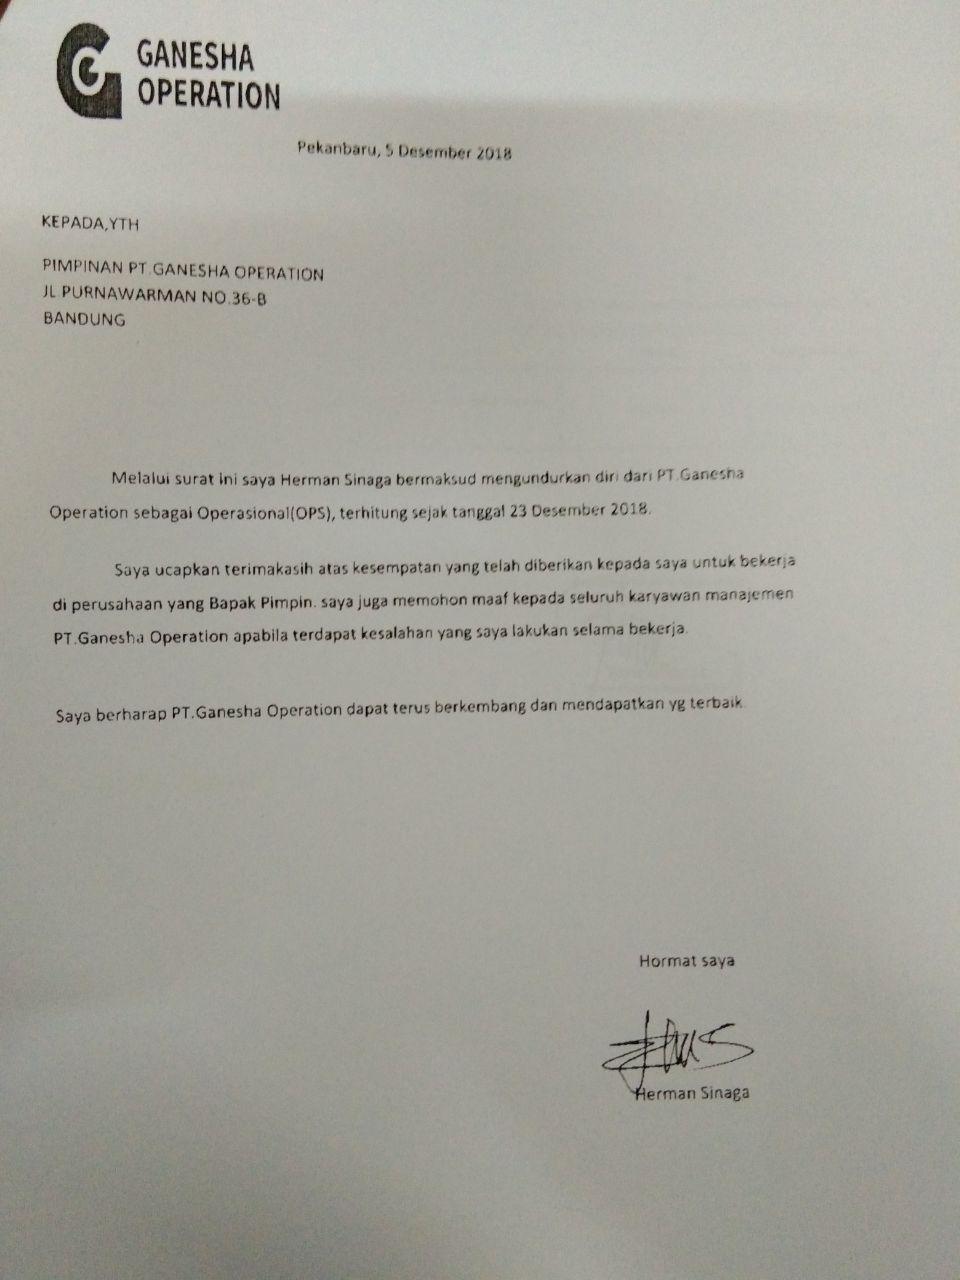 GANESHA
OPERATION
Pekanbaru, 5 Desember 2018
KEPADA,YTH
PIMPINAN PT.GANESHA OPERATION
JL.PURNAWARMAN NO.36-B
BANDUNG
Melalui surat ini saya Herman Sinaga bermaksud mengundurkan diri dari PT.Ganesha
Operation sebagai Operasional(OPS), terhitung sejak tanggal 23 Desember 2018.
Saya ucapkan terimakasih atas kesempatan yang telah diberikan kepada saya untuk bekerja
di perusahaan yang Bapak Pimpin. saya juga memohon maaf kepada seluruh karyawan manajemen
PT.Ganesha Operation apabila terdapat kesalahan yang saya lakukan selama bekerja.
Saya berharap PT.Ganesha Operation dapat terus berkembang dan mendapatkan yg terbaik.
Hormat saya
Herman Sinaga